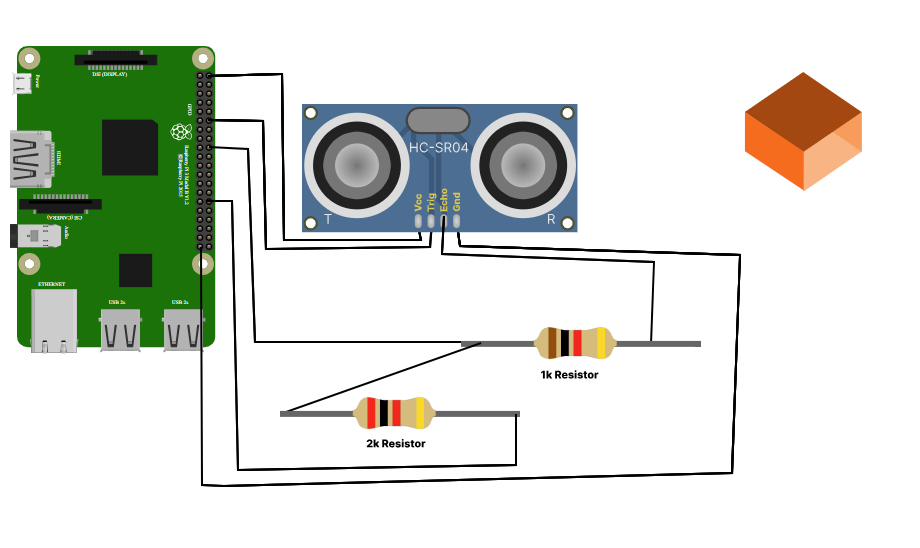 DSI (DISPLAY)
Power
GPIO
HDMI
Raspberry Pi 3 Model B V1.2
© Raspberry Pi 2015
CSI (CAMERA)
Audio
ETHERNET
USB 2x
USB 2x
HC-SR04
Vcc
Trig
Echo
Gnd
T
R
1k Resistor
2k Resistor